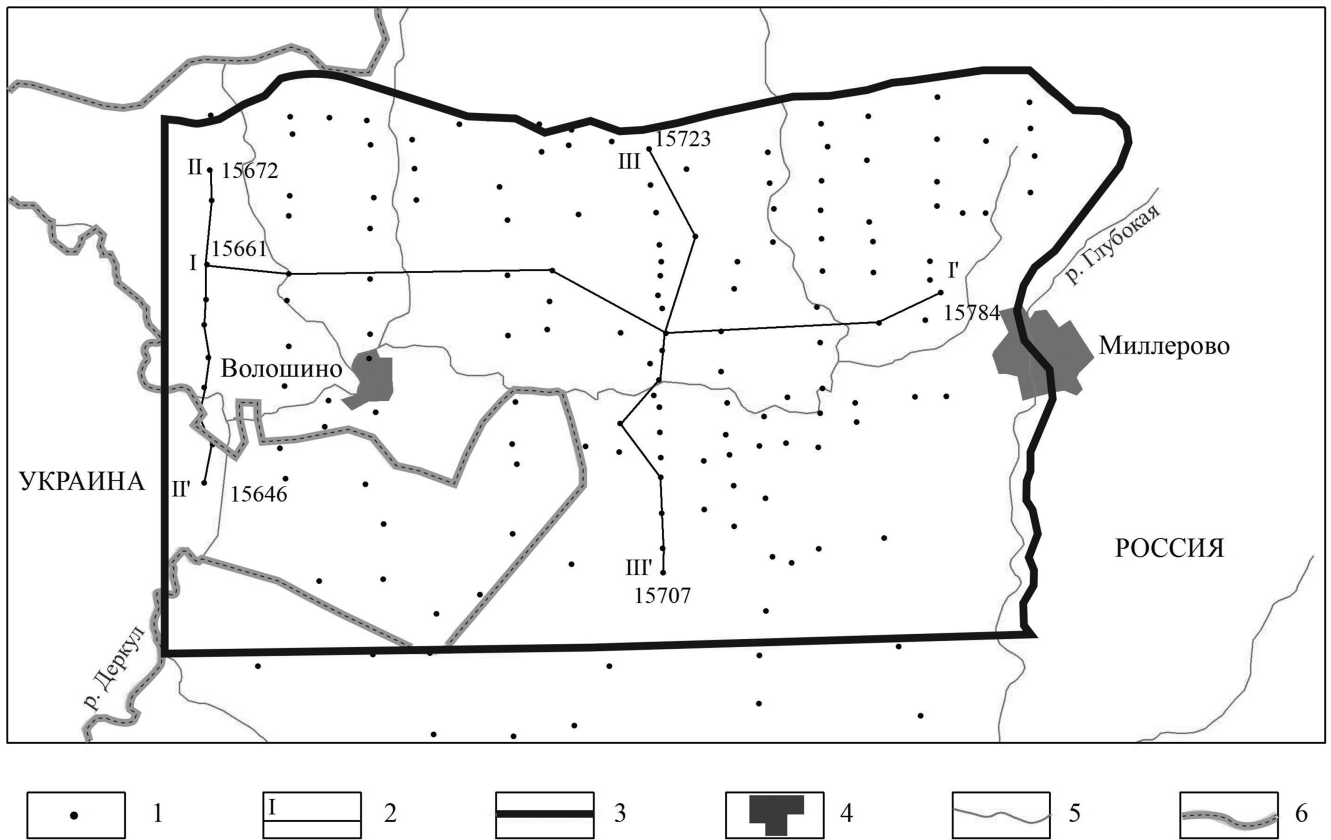 15723
III
II
15672
15661
I
р. Глубокая
I'
15784
Миллерово
Волошино
УКРАИНА
II'
15646
РОССИЯ
III'
15707
р. Деркул
1
I
2
3
4
5
6